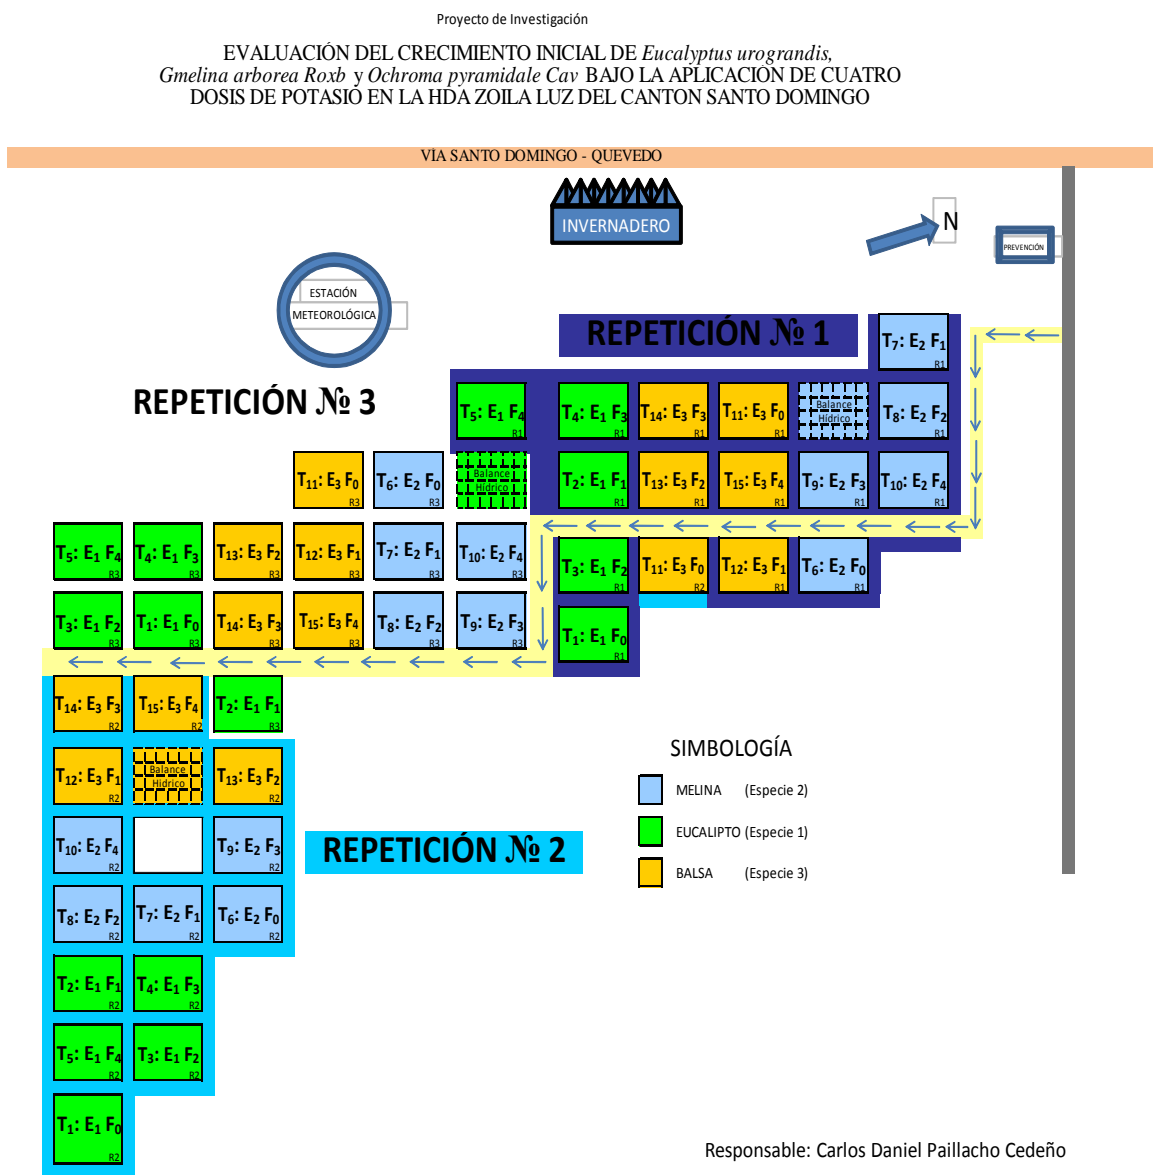 Proyecto de Investigación
EVALUACIÓN DEL CRECIMIENTO INICIAL DE Eucalyptus urograndis,
Gmelina arborea Roxb y Ochroma pyramidale Cav BAJO LA APLICACIÓN DE CUATRO
DOSIS DE POTASIO EN LA HDA ZOILA LUZ DEL CANTON SANTO DOMINGO
VIA SANTO DOMINGO - QUEVEDO
INVERNADERO
N
PREVENCIÓN
ESTACIÓN
METEOROLÓGICA
REPETICIÓN № 1
T7: E2 F1
R1
REPETICIÓN № 3
T5: E1 F4
R1
T4: E1 F3
R1
T14: E3 F3
R1
T11: E3 F0
R1
Balance
Hídrico
T8: E2 F2
R1
T11: E3 F0
R3
T6: E2 F0
R3
Balance
Hídrico
T2: E1 F1
R1
T13: E3 F2
R1
T15: E3 F4
R1
T9: E2 F3
R1
T10: E2 F4
R1
T5: E1 F4
R3
T4: E1 F3
R3
T13: E3 F2
R3
T12: E3 F1
R3
T7: E2 F1
R3
T10: E2 F4
R3
T3: E1 F2
R1
T11: E3 F0
R2
T12: E3 F1
R1
T6: E2 F0
R1
T3: E1 F2
R3
T1: E1 F0
R3
T14: E3 F3
R3
T15: E3 F4
R3
T8: E2 F2
R3
T9: E2 F3
R3
T1: E1 F0
R1
T14: E3 F3
R2
T15: E3 F4
R2
T2: E1 F1
R3
T12: E3 F1
R2
Balance
Hídrico
T13: E3 F2
R2
T10: E2 F4
R2
T9: E2 F3
R2
REPETICIÓN № 2
T8: E2 F2
R2
T7: E2 F1
R2
T6: E2 F0
R2
T2: E1 F1
R2
T4: E1 F3
R2
T5: E1 F4
R2
T3: E1 F2
R2
T1: E1 F0
R2
SIMBOLOGÍA
MELINA (Especie 2)
EUCALIPTO (Especie 1)
BALSA (Especie 3)
Responsable: Carlos Daniel Paillacho Cedeño